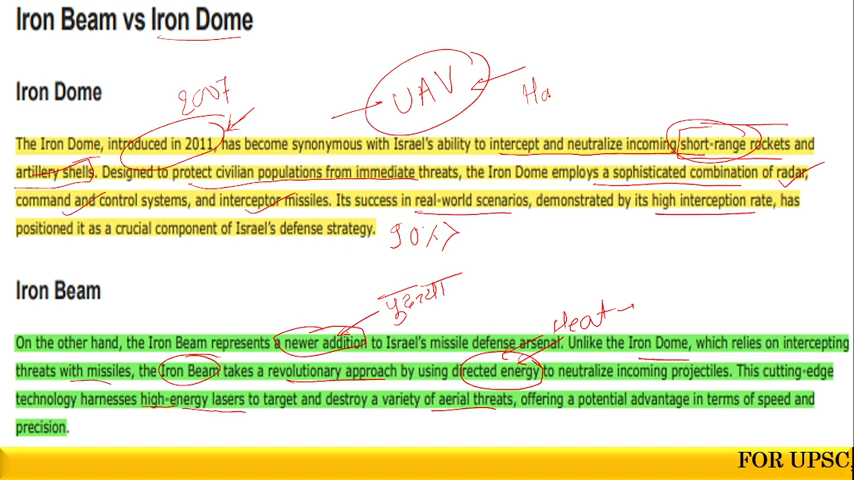 Iron Beam vs Iron Dome
UAV
Ha
Iron Dome
2007
The Iron Dome, introduced in 2011, has become synonymous with Israel's ability to intercept and neutralize incoming short-range rockets and
artillery shells. Designed to protect civilian populations from immediate threats, the Iron Dome employs a sophisticated combination of radar,
command and control systems, and interceptor missiles. Its success in real-world scenarios, demonstrated by its high interception rate, has
positioned it as a crucial component of Israel's defense strategy.
90%>
Iron Beam
Heat
On the other hand, the Iron Beam represents a newer addition to Israel's missile defense arsenal. Unlike the Iron Dome, which relies on intercepting
threats with missiles, the Iron Beam takes a revolutionary approach by using directed energy to neutralize incoming projectiles. This cutting-edge
technology harnesses high-energy lasers to target and destroy a variety of aerial threats, offering a potential advantage in terms of speed and
precision.
FOR UPSC,